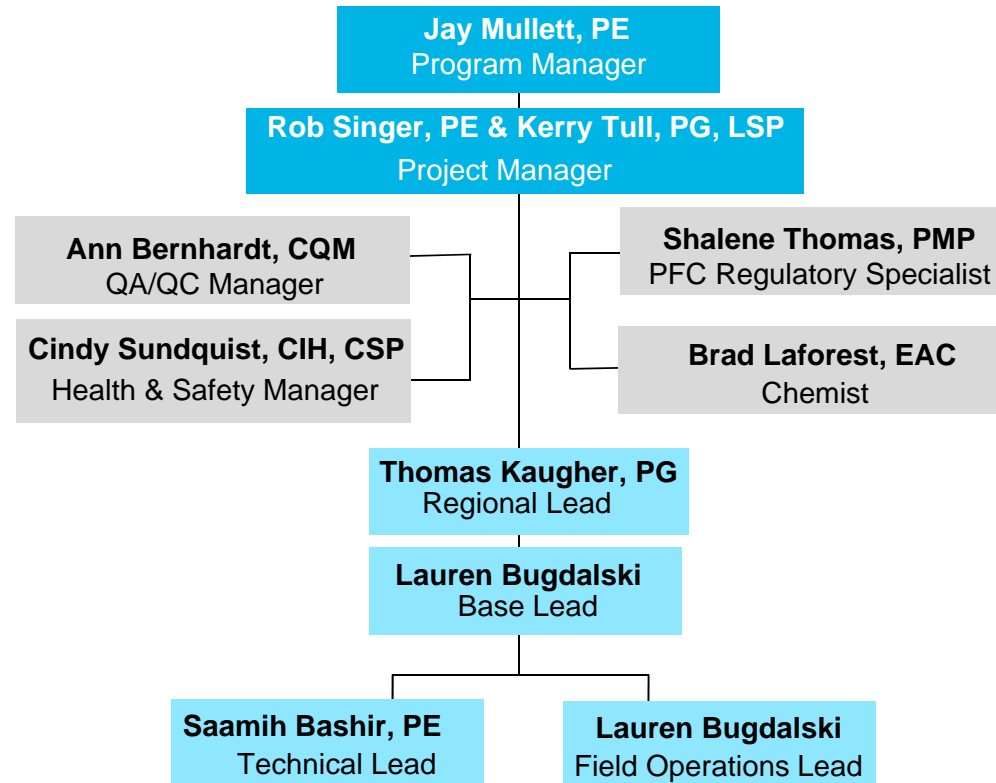 Jay Mullett, PE
Program Manager
Rob Singer, PE & Kerry Tull, PG, LSP
Project Manager
Ann Bernhardt, CQM
QA/QC Manager
Shalene Thomas, PMP
PFC Regulatory Specialist
Cindy Sundquist, CIH, CSP
Health & Safety Manager
Brad Laforest, EAC
Chemist
Thomas Kaugher, PG
Regional Lead
Lauren Bugdalski
Base Lead
Saamih Bashir, PE
Technical Lead
Lauren Bugdalski
Field Operations Lead